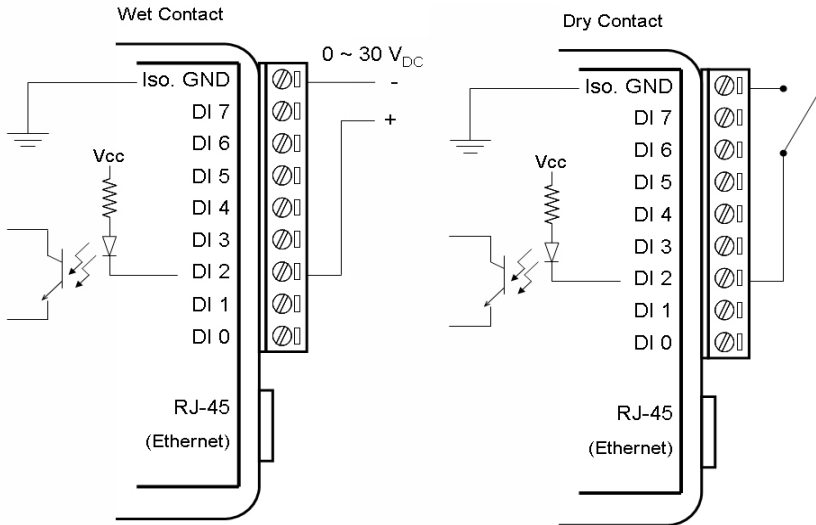 Wet Contact
0 ~ 30 VDC
Iso. GND
-
DI 7
+
DI 6
Vcc
DI 5
DI 4
DI 3
DI 2
DI 1
DI 0
RJ-45
(Ethernet)
Dry Contact
Iso. GND
DI 7
DI 6
Vcc
DI 5
DI 4
DI 3
DI 2
DI 1
DI 0
RJ-45
(Ethernet)